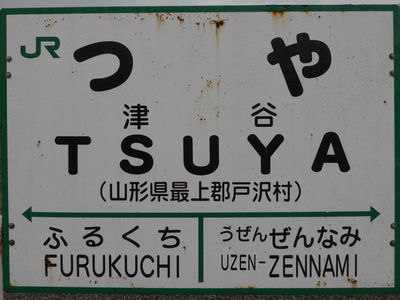 JR
つや
津谷
TSUYA
(山形県最上郡戸沢村)
ふるくち
FURUKUCHI
うぜんぜんなみ
UZEN-ZENNAMI